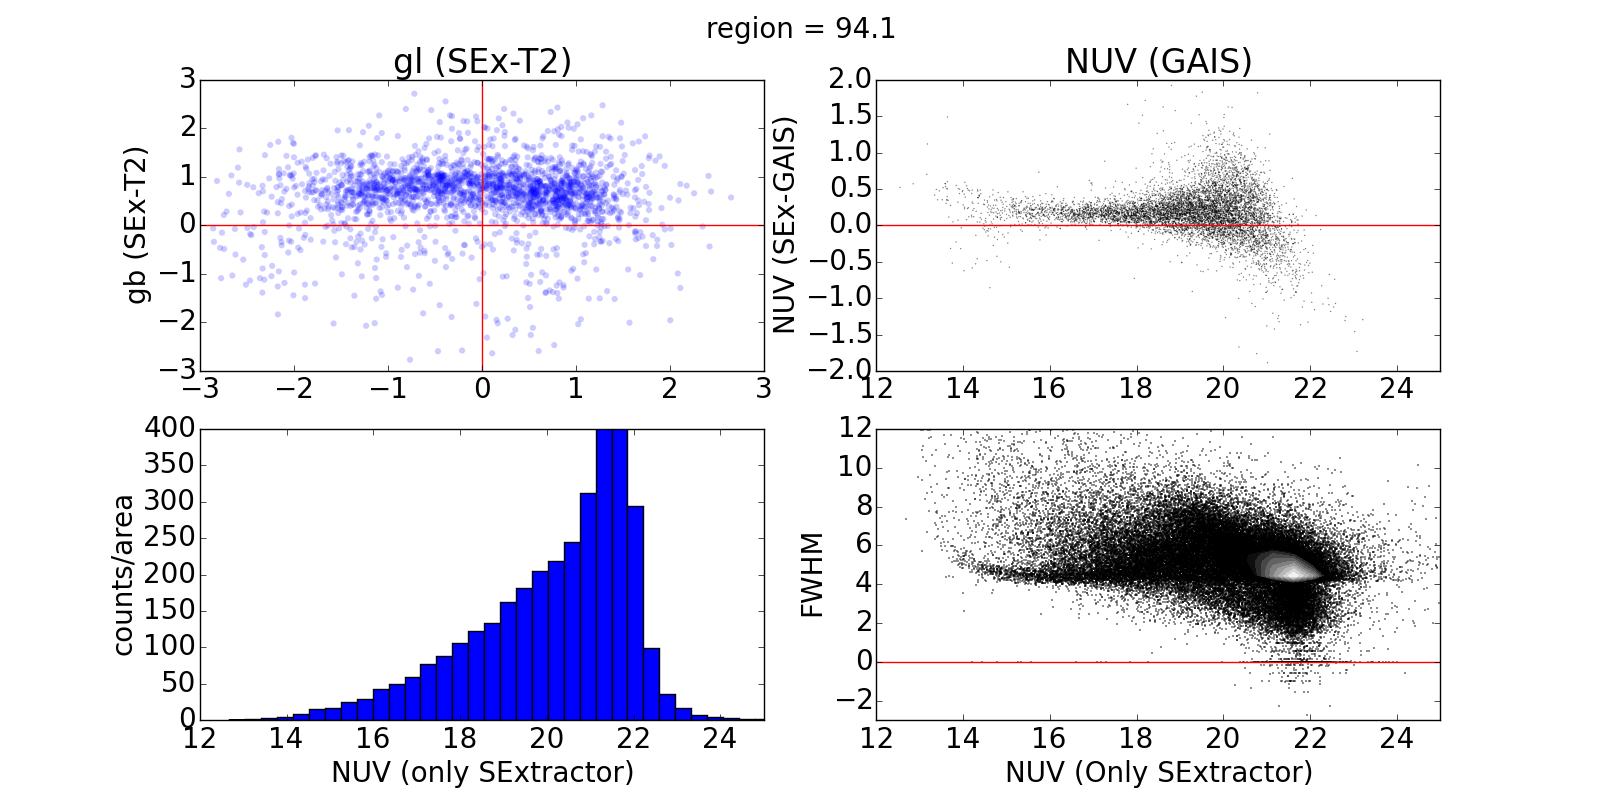 region = 94.1
gl (SEx-T2)
NUV (GAIS)
gb (SEx-T2)
3
2
1
0
−1
−2
−3
−3 −2 −1 0 1 2 3
NUV (SEx-GAIS)
2.0
1.5
1.0
0.5
0.0
−0.5
−1.0
−1.5
−2.0
12 14 16 18 20 22 24
counts/area
400
350
300
250
200
150
100
50
0
12 14 16 18 20 22 24
NUV (only SExtractor)
FWHM
12
10
8
6
4
2
0
−2
12 14 16 18 20 22 24
NUV (Only SExtractor)